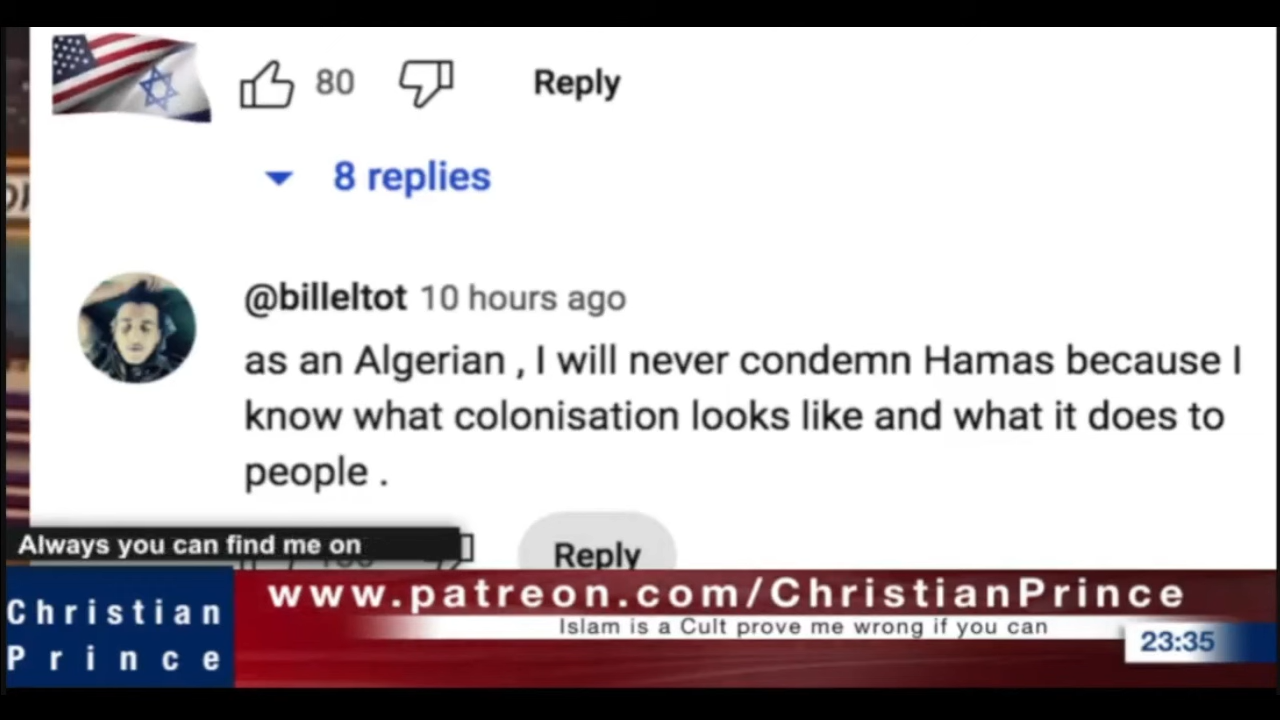 80 Reply
8 replies
@billeltot 10 hours ago
as an Algerian , I will never condemn Hamas because I
know what colonisation looks like and what it does to
people .
Reply
Always you can find me on
www.patreon.com/ChristianPrince
Christian
Prince
Islam is a Cult prove me wrong if you can
23:35